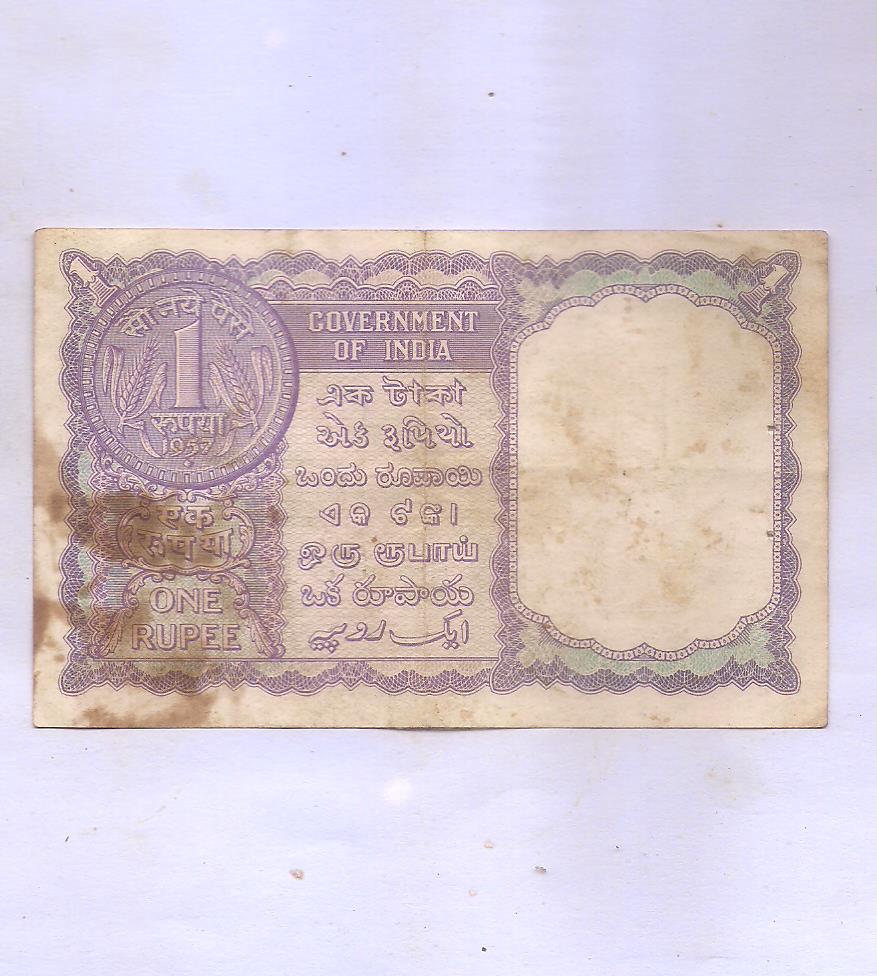 सौ नये पैसे
1
रुपया
1957
एक
रुपया
ONE
RUPEE
GOVERNMENT
OF INDIA
এক টাকা
એક રૂપિયો
ಒಂದು ರೂಪಾಯಿ
ଏକ ଟଙ୍କା
ஒரு ரூபாய்
ఒక రూపాయ
ایک روپیہ